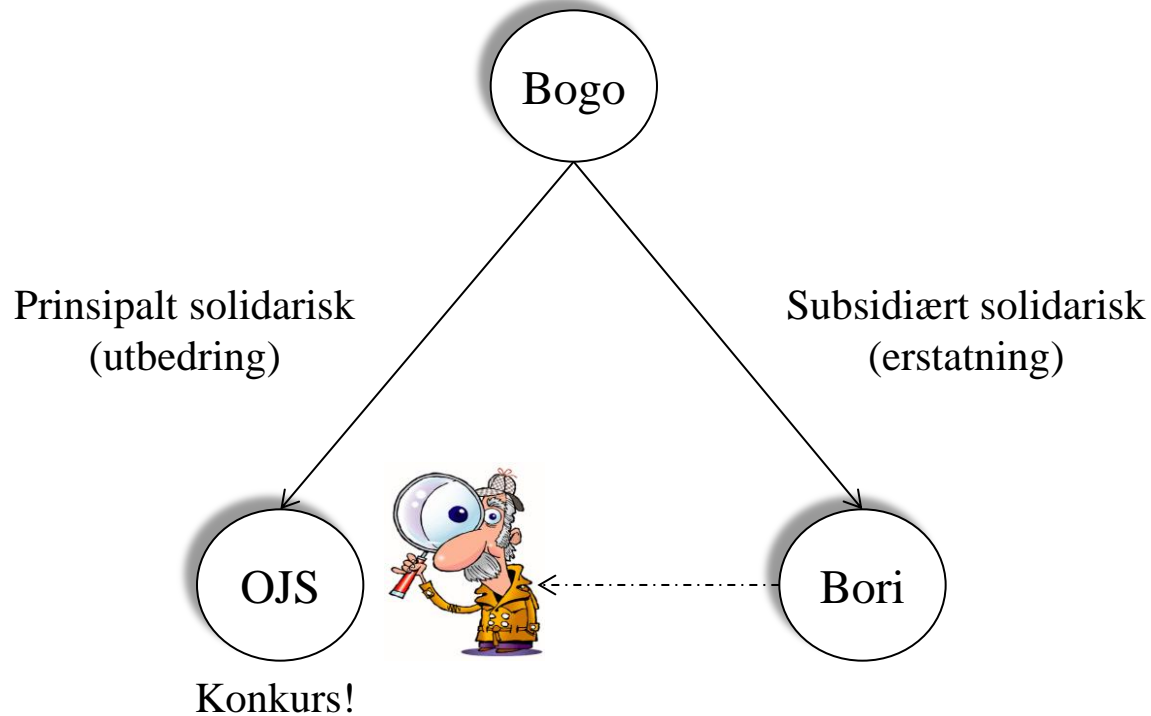 Bogo
Prinsipalt solidarisk
(utbedring)
Subsidiært solidarisk
(erstatning)
OJS
Bori
Konkurs!